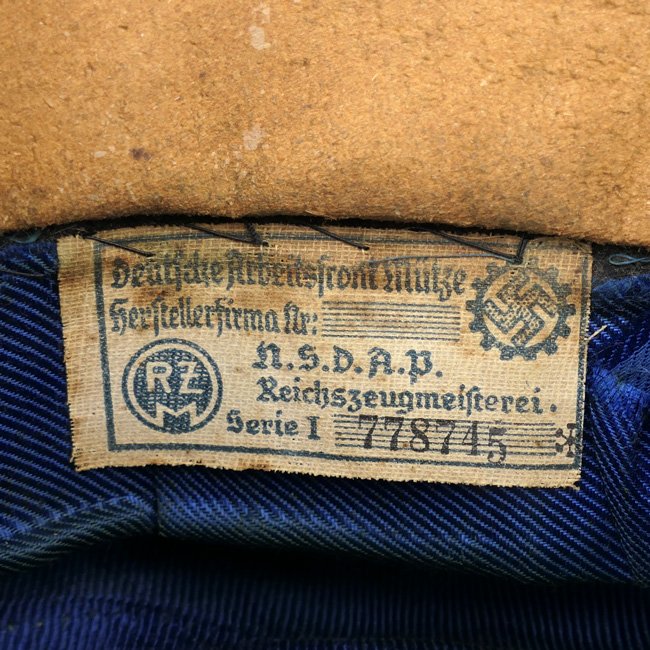 Deutsche Arbeitsfront Mütze
Herstellerfirma Nr:
N.S.D.A.P.
RZM
Reichszeugmeisterei.
Serie I 778745